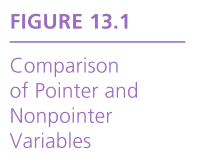 FIGURE 13.1
Comparison
of Pointer and
Nonpointer
Variables